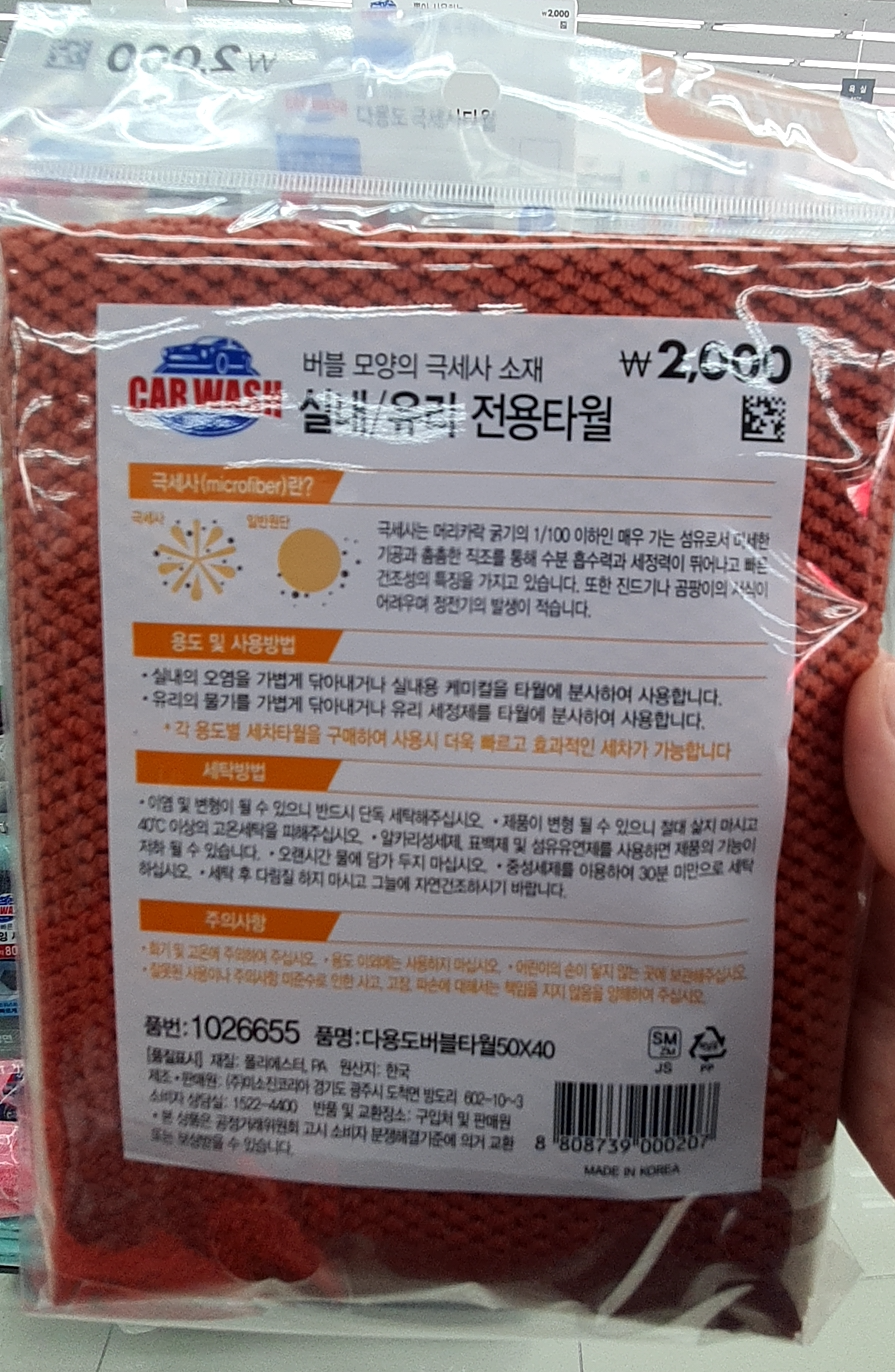 ₩2,000
₩2,000
다용도 극세사타월
욕실
CAR WASH
버블 모양의 극세사 소재
₩2,000
실내/유리 전용타월
극세사(microfiber)란?
극세사
일반원단
극세사는 머리카락 굵기의 1/100 이하인 매우 가는 섬유로서 미세한
기공과 촘촘한 직조를 통해 수분 흡수력과 세정력이 뛰어나고 빠른
건조성의 특징을 가지고 있습니다. 또한 진드기나 곰팡이의 서식이
어려우며 정전기의 발생이 적습니다.
용도 및 사용방법
• 실내의 오염을 가볍게 닦아내거나 실내용 케미컬을 타월에 분사하여 사용합니다.
• 유리의 물기를 가볍게 닦아내거나 유리 세정제를 타월에 분사하여 사용합니다.
• 각 용도별 세차타월을 구매하여 사용시 더욱 빠르고 효과적인 세차가 가능합니다
세탁방법
• 이염 및 변형이 될 수 있으니 반드시 단독 세탁해주십시오. • 제품이 변형 될 수 있으니 절대 삶지 마시고
40℃ 이상의 고온세탁을 피해주십시오. • 알카리성세제, 표백제 및 섬유유연제를 사용하면 제품의 기능이
저하 될 수 있습니다. • 오랜시간 물에 담가 두지 마십시오. • 중성세제를 이용하여 30분 미만으로 세탁
하십시오. • 세탁 후 다림질 하지 마시고 그늘에 자연건조하시기 바랍니다.
주의사항
• 화기 및 고온에 주의하여 주십시오. • 용도 이외에는 사용하지 마십시오. • 어린이의 손이 닿지 않는 곳에 보관해주십시오.
• 잘못된 사용이나 주의사항 미준수로 인한 사고, 고장, 파손에 대해서는 책임을 지지 않음을 양해하여 주십시오.
품번: 1026655 품명: 다용도버블타월50X40
[품질표시] 재질: 폴리에스터, PA 원산지: 한국
제조•판매원: (주)미소진코리아 경기도 광주시 도척면 방도리 602-10-3
소비자 상담실: 1522-4400 반품 및 교환장소: 구입처 및 판매원
• 본 상품은 공정거래위원회 고시 소비자 분쟁해결기준에 의거 교환
또는 보상받을 수 있습니다.
SM
ZM
JS
PP
8 808739 000207
MADE IN KOREA